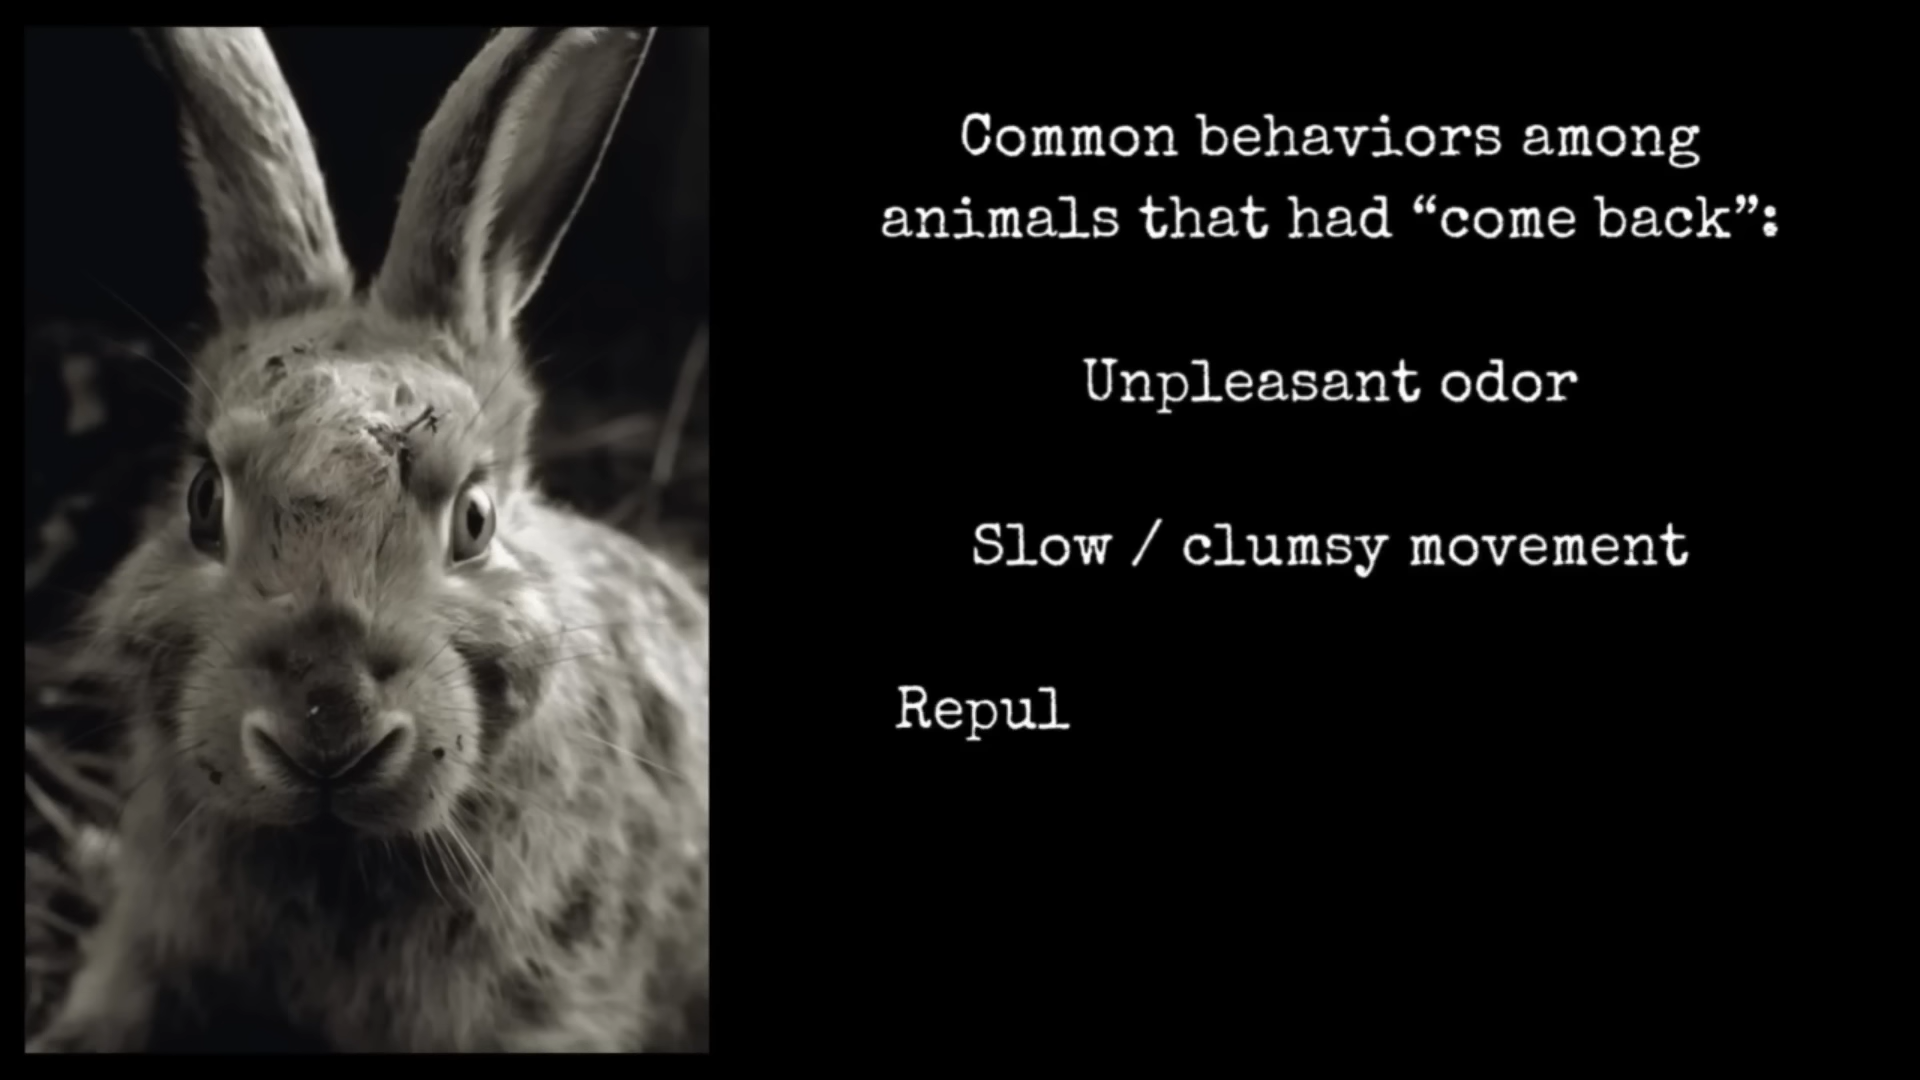 Common behaviors among
animals that had “come back”:
Unpleasant odor
Slow / clumsy movement
Repul